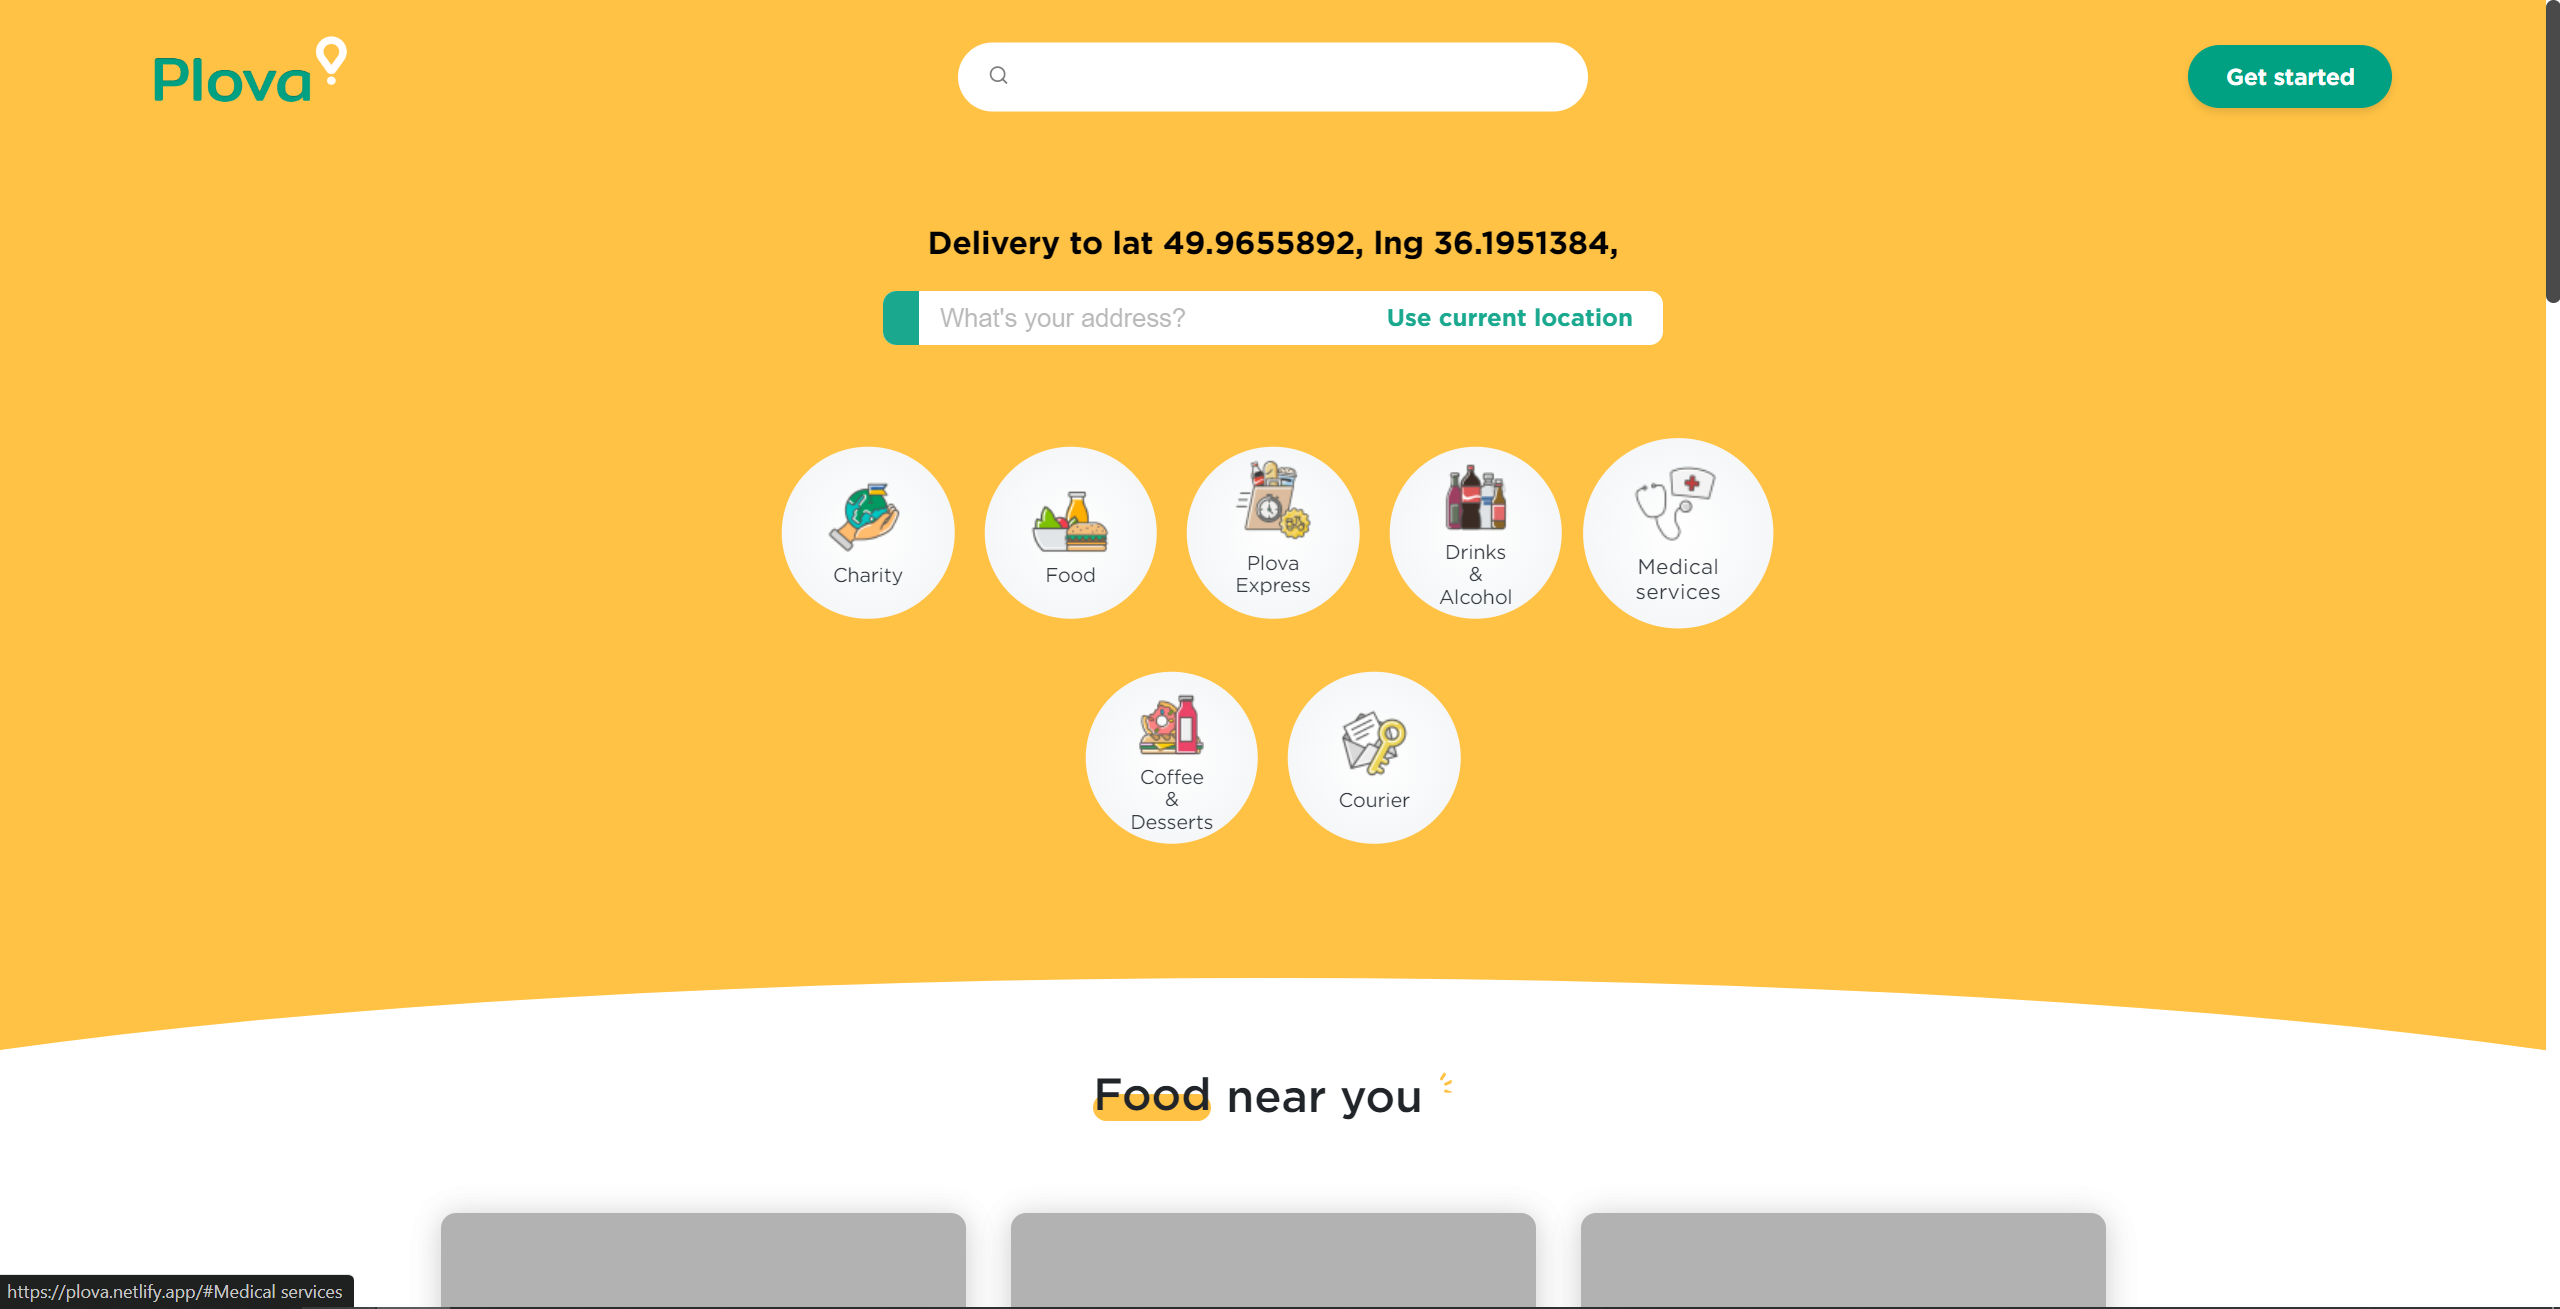 Plova
Get started
Delivery to lat 49.9655892, lng 36.1951384,
What's your address?
Use current location
Charity
Food
Plova
Express
Drinks
&
Alcohol
Medical
services
Coffee
&
Desserts
Courier
Food near you
https://plova.netlify.app/#Medical services